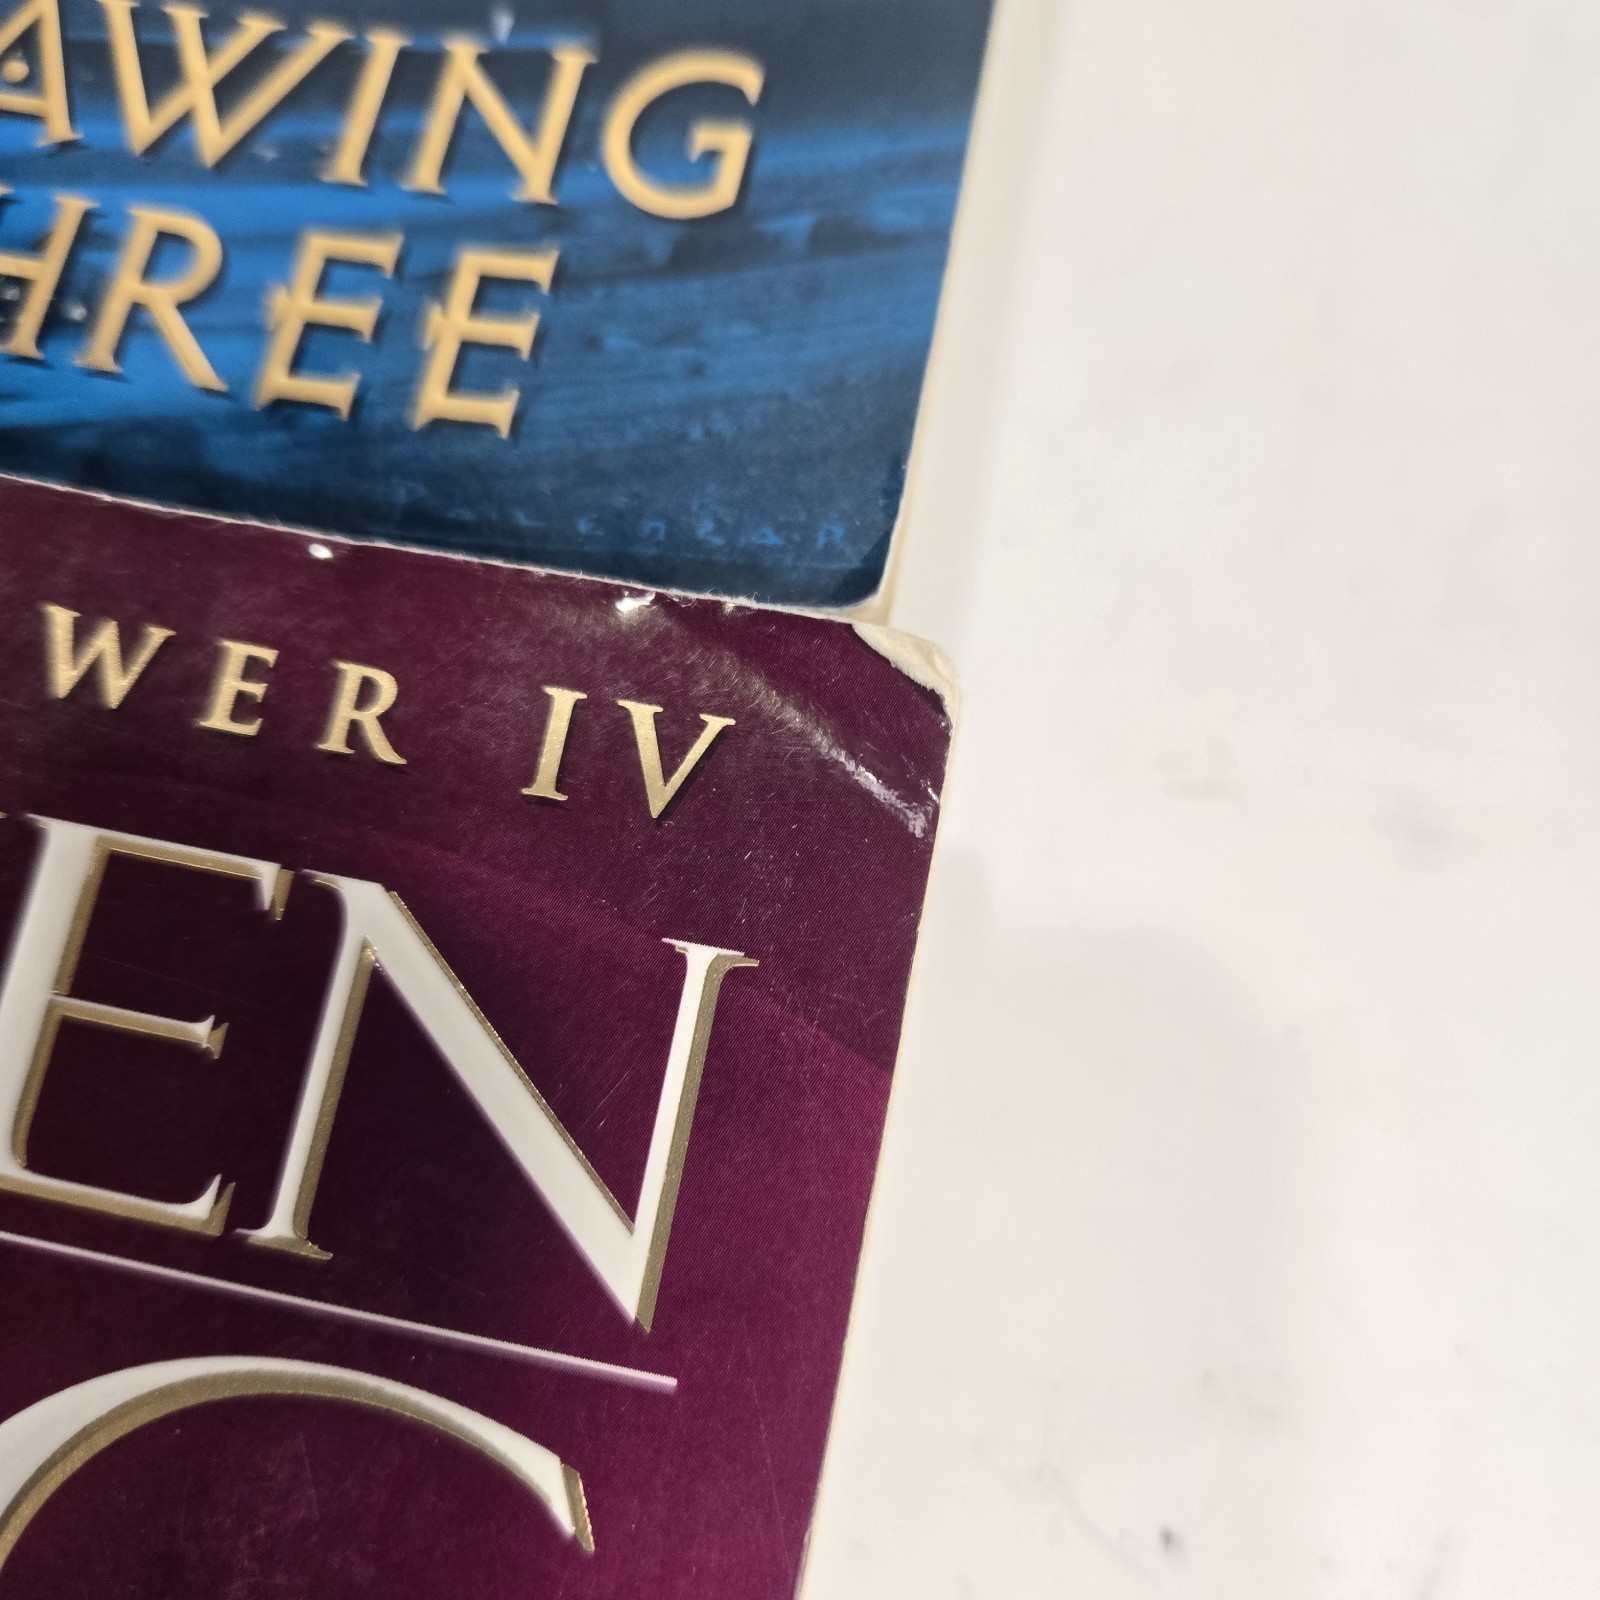 AWING
HREE
WER IV
EN